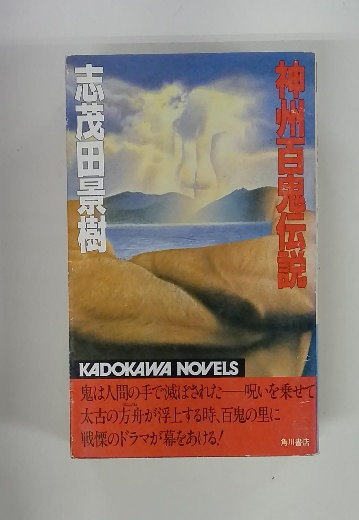 神州百鬼伝説
志茂田景樹
KADOKAWA NOVELS
鬼は人間の手で滅ぼされた──呪いを乗せて
太古の方舟が浮上する時、百鬼の里に
戦慄のドラマが幕をあける!
角川書店